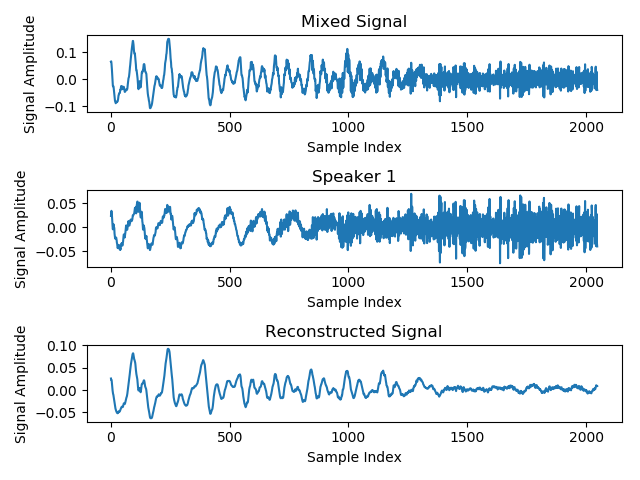 Mixed Signal
Signal Amplitude
0.1
0.0
−0.1
0 500 1000 1500 2000
Sample Index
Speaker 1
Signal Amplitude
0.05
0.00
−0.05
0 500 1000 1500 2000
Sample Index
Reconstructed Signal
Signal Amplitude
0.10
0.05
0.00
−0.05
0 500 1000 1500 2000
Sample Index